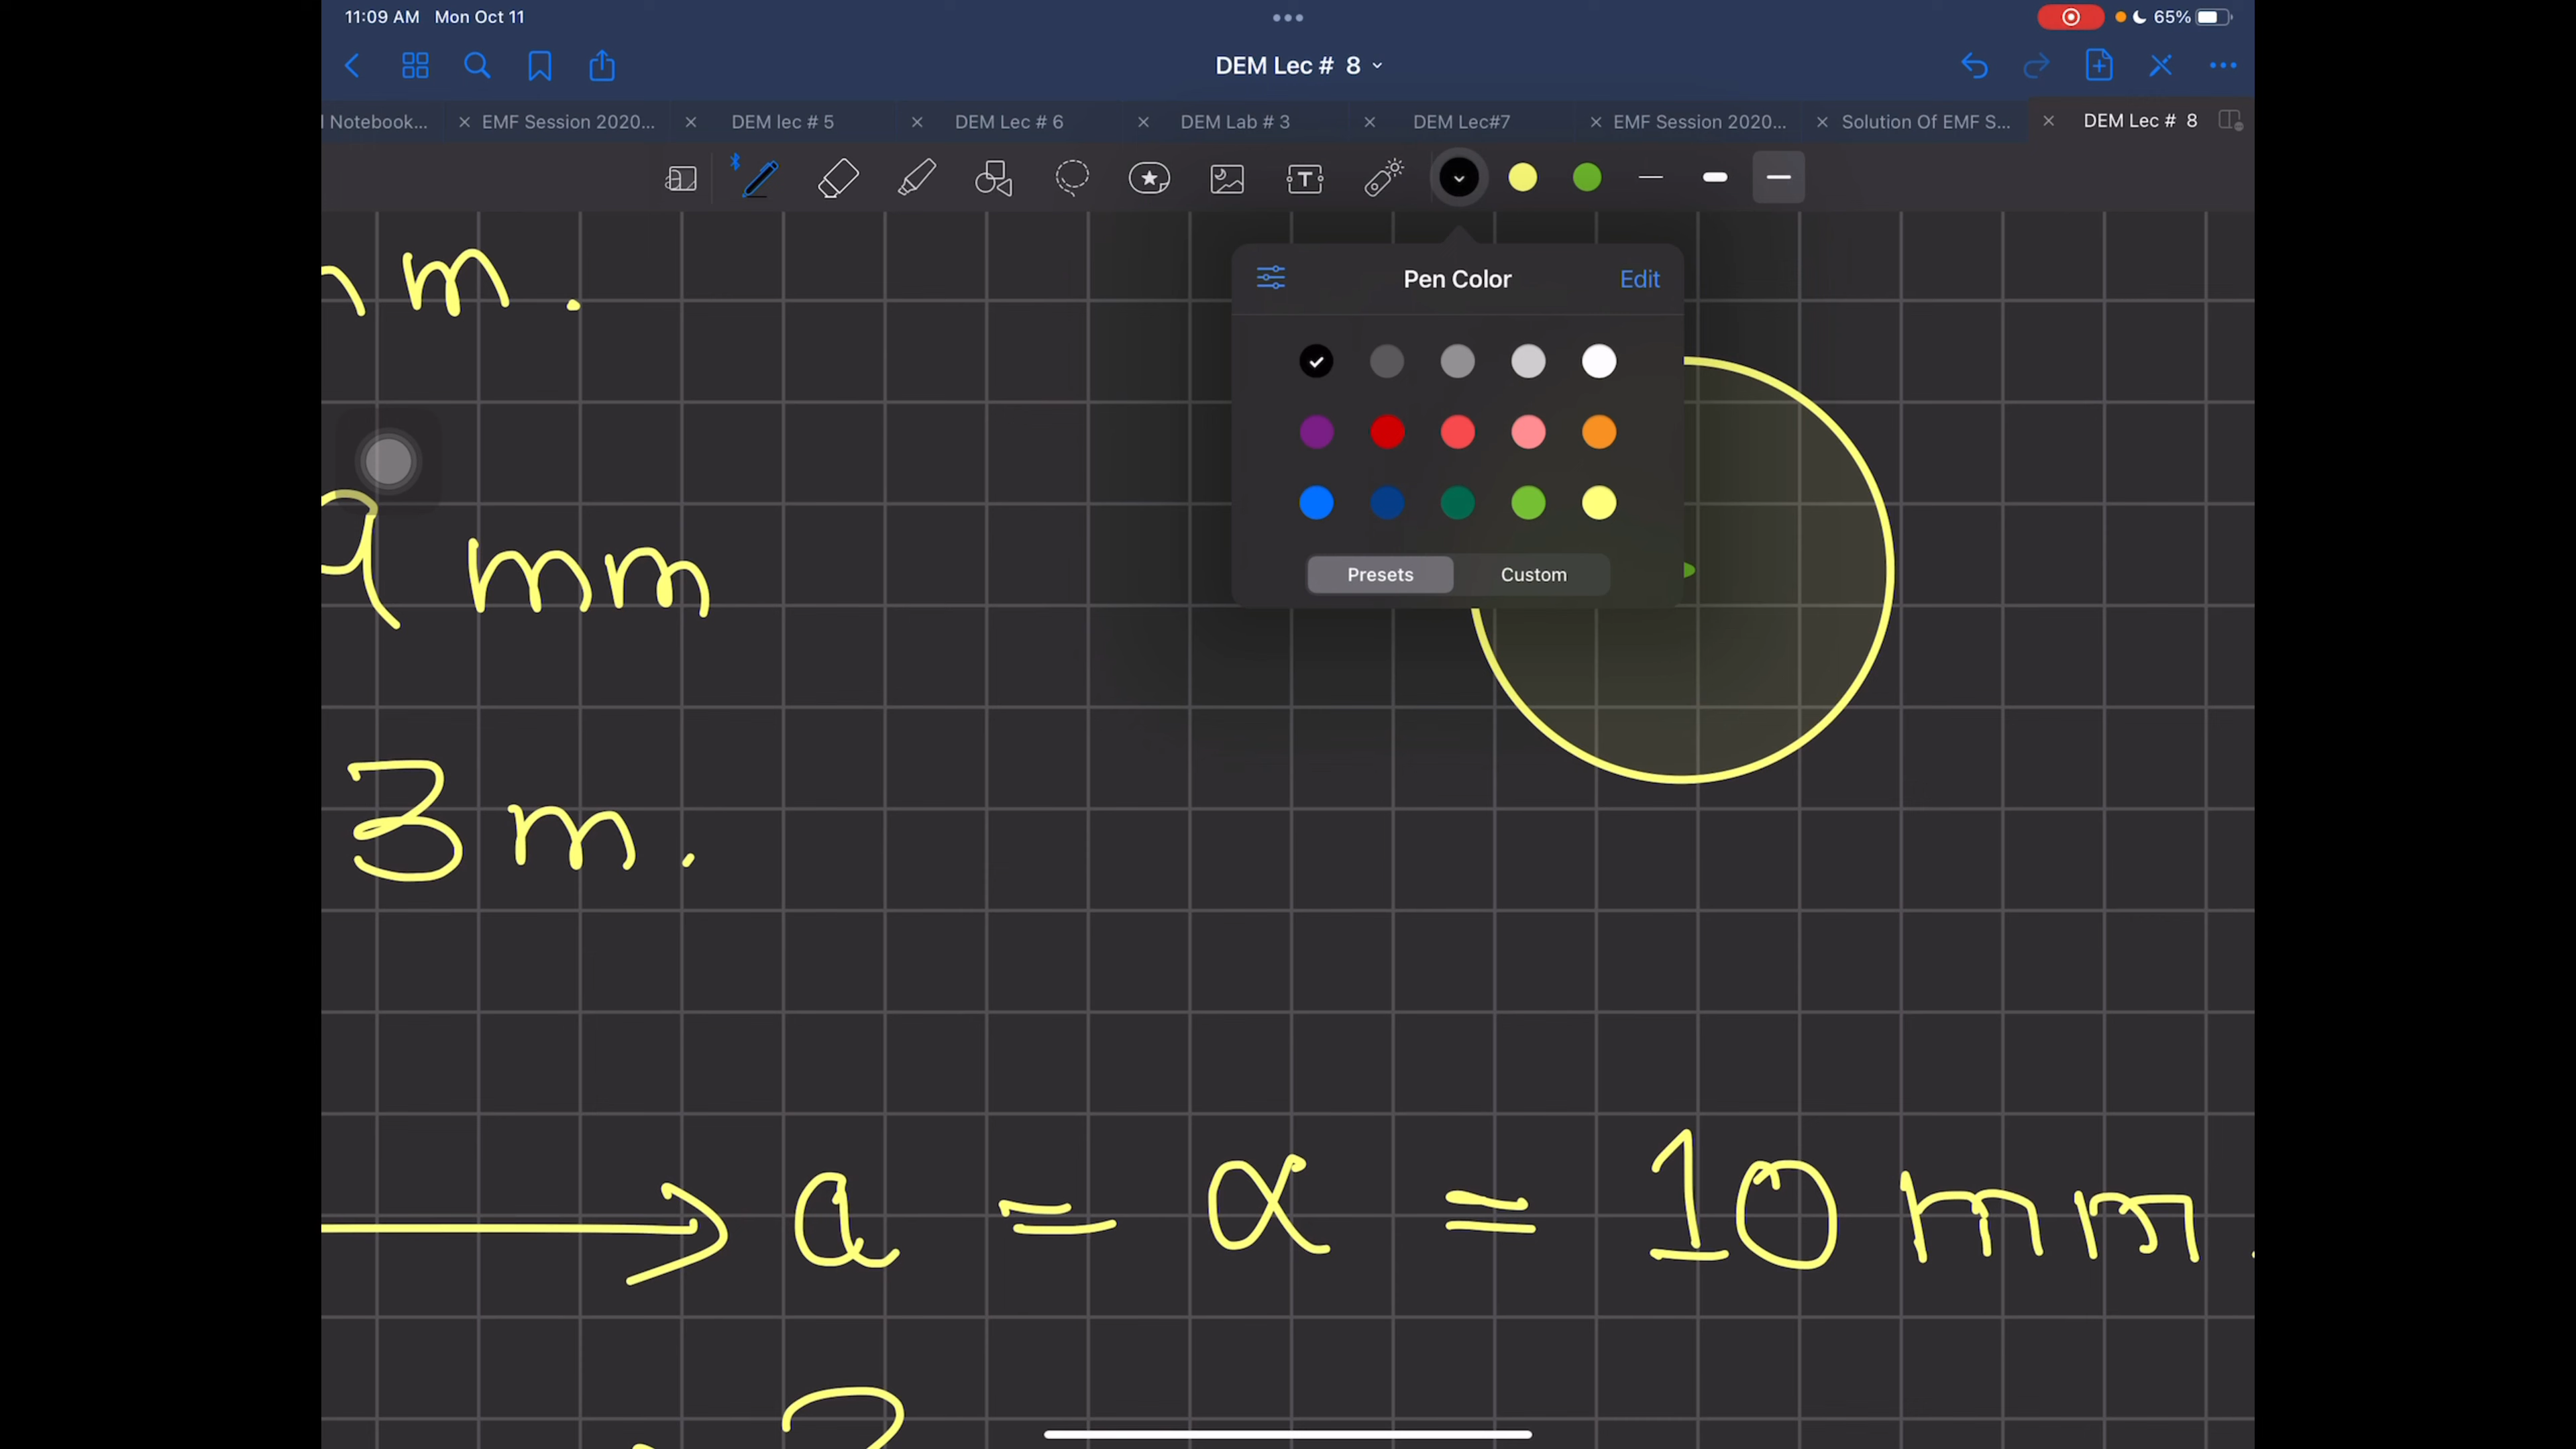 11:09 AM Mon Oct 11
65%
DEM Lec # 8
Notebook...
EMF Session 2020...
DEM lec # 5
DEM Lec # 6
DEM Lab # 3
DEM Lec#7
EMF Session 2020...
Solution Of EMF S...
DEM Lec # 8
Pen Color
Edit
Presets
Custom
m .
9 mm
3 m .
→ a = α = 10 mm .